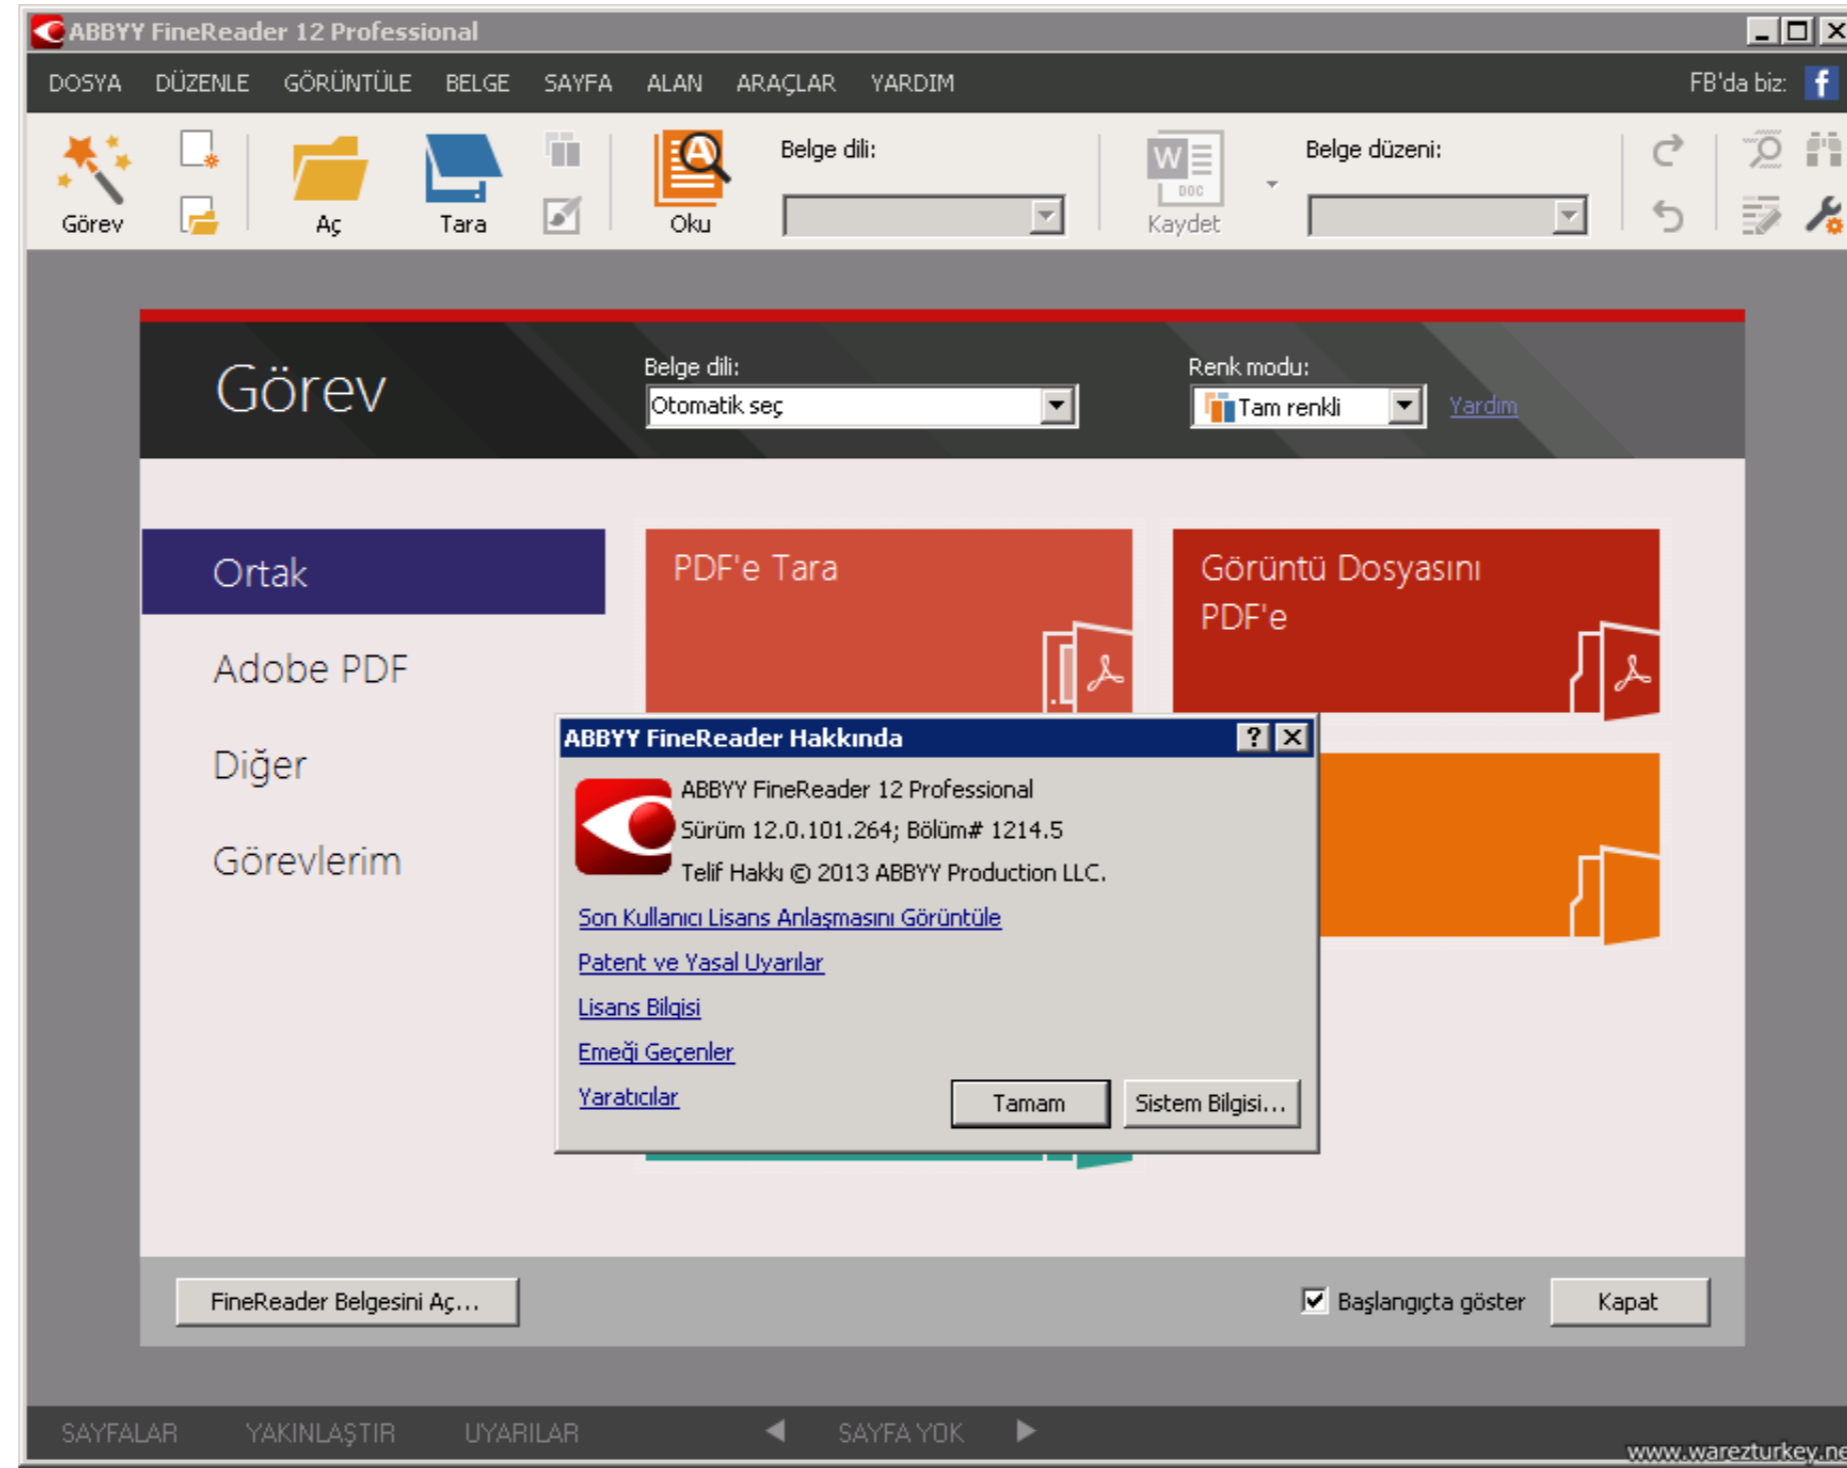 ABBYY FineReader 12 Professional
DOSYA DÜZENLE GÖRÜNTÜLE BELGE SAYFA ALAN ARAÇLAR YARDIM FB'da biz:
Belge dili: Belge düzeni:
Görev Aç Tara Oku Kaydet
W
DOC
A
Görev
Belge dili: Renk modu:
Otomatik seç Tam renkli Yardım
Ortak
Adobe PDF
Diğer
Görevlerim
PDF'e Tara
Görüntü Dosyasını
PDF'e
ABBYY FineReader Hakkında
ABBYY FineReader 12 Professional
Sürüm 12.0.101.264; Bölüm# 1214.5
Telif Hakkı © 2013 ABBYY Production LLC.
Son Kullanıcı Lisans Anlaşmasını Görüntüle
Patent ve Yasal Uyarılar
Lisans Bilgisi
Emeği Geçenler
Yaratıcılar
Tamam Sistem Bilgisi...
FineReader Belgesini Aç... Başlangıçta göster Kapat
SAYFALAR YAKINLAŞTIR UYARILAR SAYFA YOK
www.warezturkey.ne